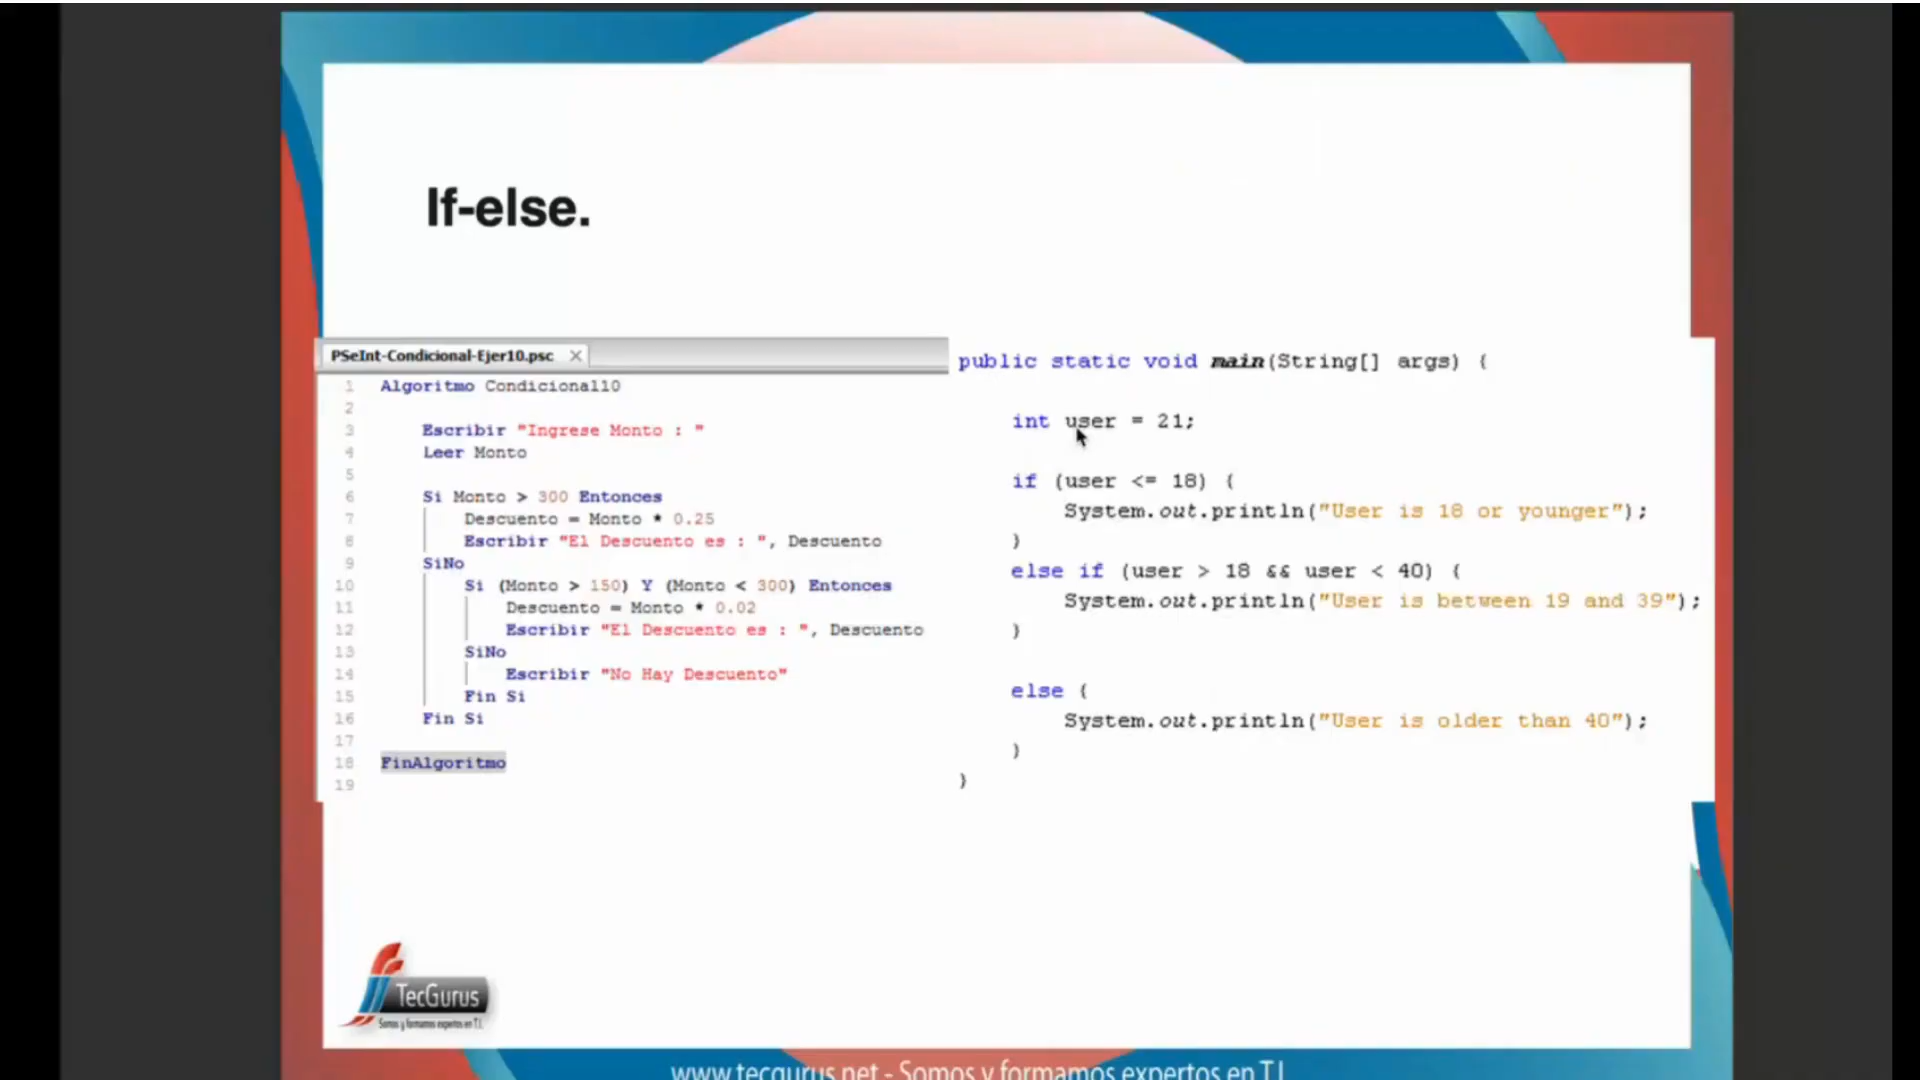 If-else.
PSeInt-Condicional-Ejer10.psc
1 Algoritmo Condicional10
2
3 Escribir "Ingrese Monto : "
4 Leer Monto
5
6 Si Monto > 300 Entonces
7 Descuento = Monto * 0.25
8 Escribir "El Descuento es : ", Descuento
9 SiNo
10 Si (Monto > 150) Y (Monto < 300) Entonces
11 Descuento = Monto * 0.02
12 Escribir "El Descuento es : ", Descuento
13 SiNo
14 Escribir "No Hay Descuento"
15 Fin Si
16 Fin Si
17
18 FinAlgoritmo
19
public static void main(String[] args) {
int user = 21;
if (user <= 18) {
System.out.println("User is 18 or younger");
}
else if (user > 18 && user < 40) {
System.out.println("User is between 19 and 39");
}
else {
System.out.println("User is older than 40");
}
}
TecGurus
Somos y formamos expertos en T.I.
www.tecgurus.net - Somos y formamos expertos en T.I.